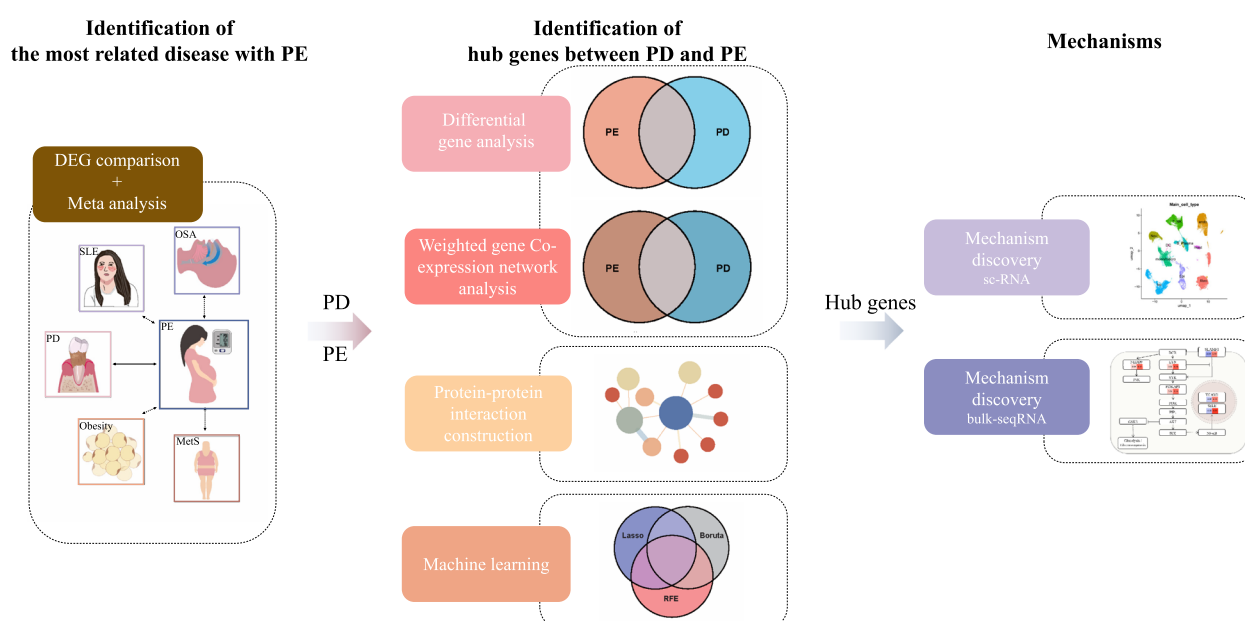 Identification of
the most related disease with PE
DEG comparison
+
Meta analysis
SLE
OSA
PD
PE
Obesity
MetS
PD
PE
Identification of
hub genes between PD and PE
Differential
gene analysis
PE
PD
Weighted gene Co-
expression network
analysis
PE
PD
Protein-protein
interaction
construction
Machine learning
Lasso
Boruta
RFE
Hub genes
Mechanisms
Mechanism
discovery
sc-RNA
Main_cell_type
Mechanism
discovery
bulk-seqRNA